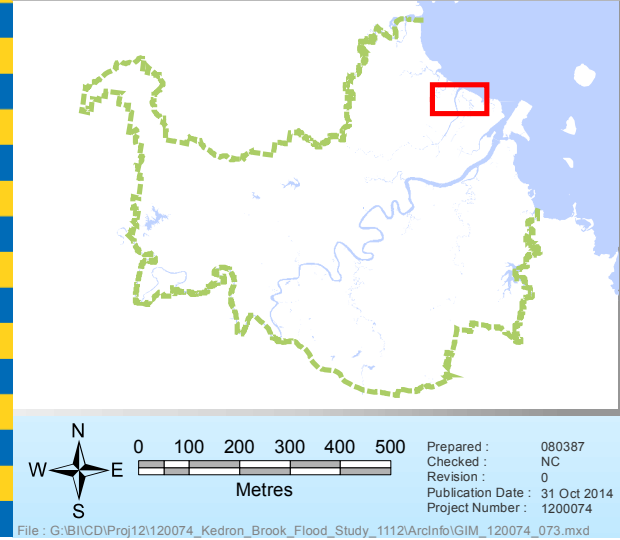 N
W E
S
0 100 200 300 400 500
Metres
Prepared : 080387
Checked : NC
Revision : 0
Publication Date : 31 Oct 2014
Project Number : 1200074
File : G:\BI\CD\Proj12\120074_Kedron_Brook_Flood_Study_1112\ArcInfo\GIM_120074_073.mxd